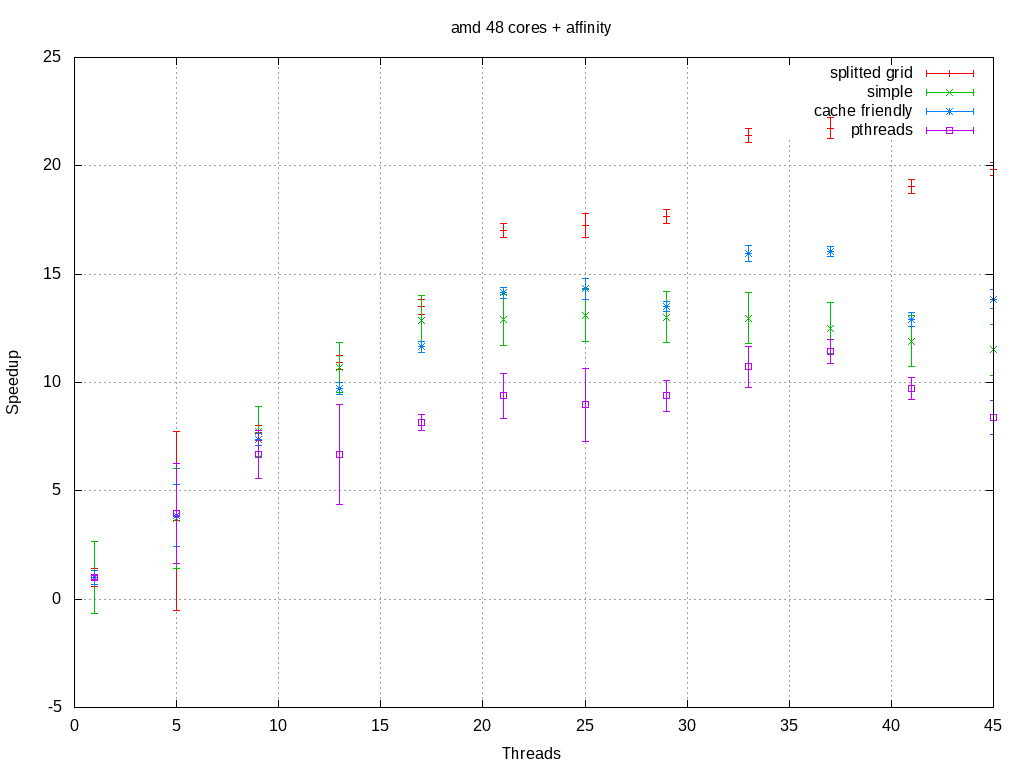 amd 48 cores + affinity
25
20
15
10
5
0
-5
Speedup
splitted grid
simple
cache friendly
pthreads
0 5 10 15 20 25 30 35 40 45
Threads